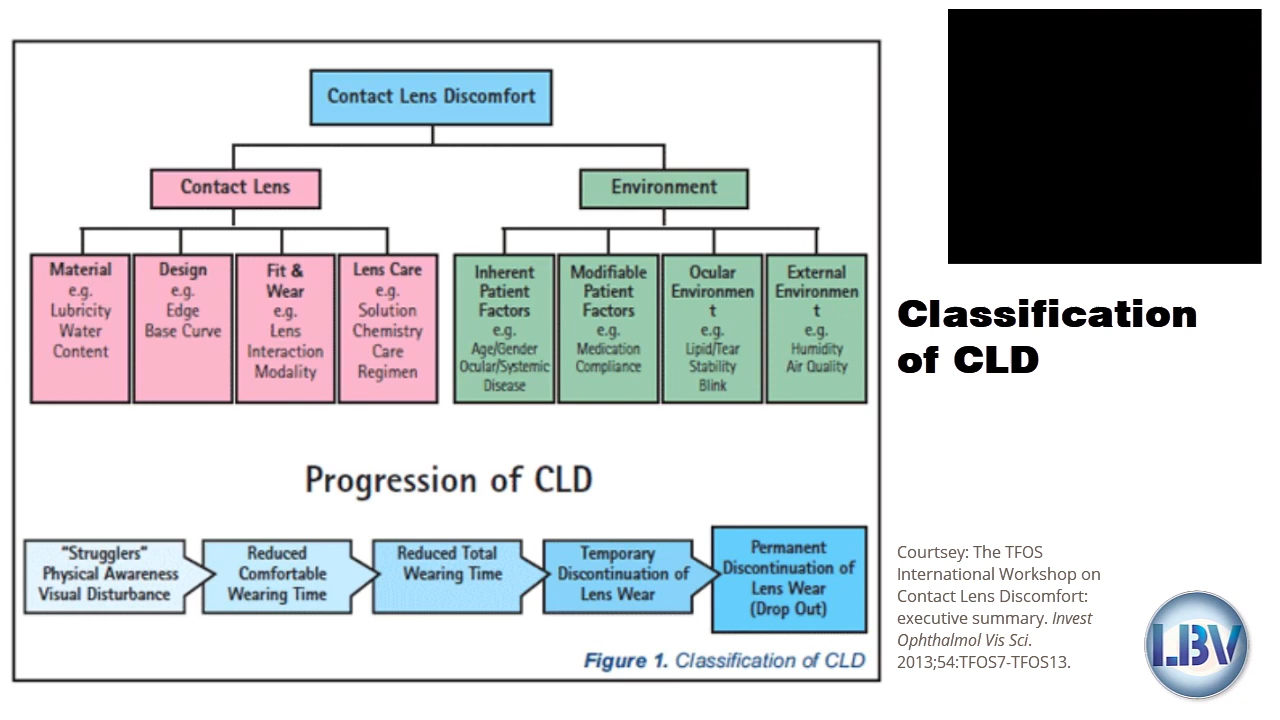 Contact Lens Discomfort
Contact Lens
Environment
Material
e.g.
Lubricity
Water
Content
Design
e.g.
Edge
Base Curve
Fit &
Wear
e.g.
Lens
Interaction
Modality
Lens Care
e.g.
Solution
Chemistry
Care
Regimen
Inherent
Patient
Factors
e.g.
Age/Gender
Ocular/Systemic
Disease
Modifiable
Patient
Factors
e.g.
Medication
Compliance
Ocular
Environmen
t
e.g.
Lipid/Tear
Stability
Blink
External
Environmen
t
e.g.
Humidity
Air Quality
Progression of CLD
"Strugglers"
Physical Awareness
Visual Disturbance
Reduced
Comfortable
Wearing Time
Reduced Total
Wearing Time
Temporary
Discontinuation of
Lens Wear
Permanent
Discontinuation of
Lens Wear
(Drop Out)
Figure 1. Classification of CLD
Classification
of CLD
Courtsey: The TFOS
International Workshop on
Contact Lens Discomfort:
executive summary. Invest
Ophthalmol Vis Sci.
2013;54:TFOS7-TFOS13.
LBV